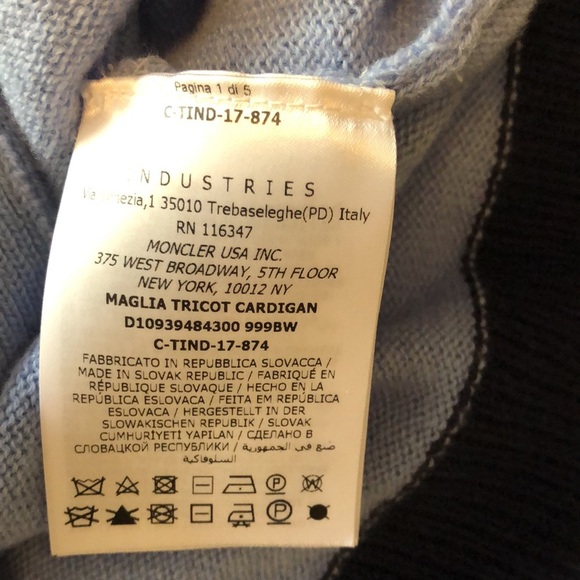 Pagina 1 di 5
C-TIND-17-874
NDUSTRIES
,1 35010 Trebaseleghe(PD) Italy
RN 116347
MONCLER USA INC.
375 WEST BROADWAY, 5TH FLOOR
NEW YORK, 10012 NY
MAGLIA TRICOT CARDIGAN
D10939484300 999BW
C-TIND-17-874
FABBRICATO IN REPUBBLICA SLOVACCA /
MADE IN SLOVAK REPUBLIC / FABRIQUÉ EN
RÉPUBLIQUE SLOVAQUE / HECHO EN LA
REPÚBLICA ESLOVACA / FEITA EM REPÚBLICA
ESLOVACA / HERGESTELLT IN DER
SLOWAKISCHEN REPUBLIK / SLOVAK
CUMHURİYETİ YAPILAN / СДЕЛАНО В
СЛОВАЦКОЙ РЕСПУБЛИКИ / صنع في الجمهورية
السلوفاكية
P W
P